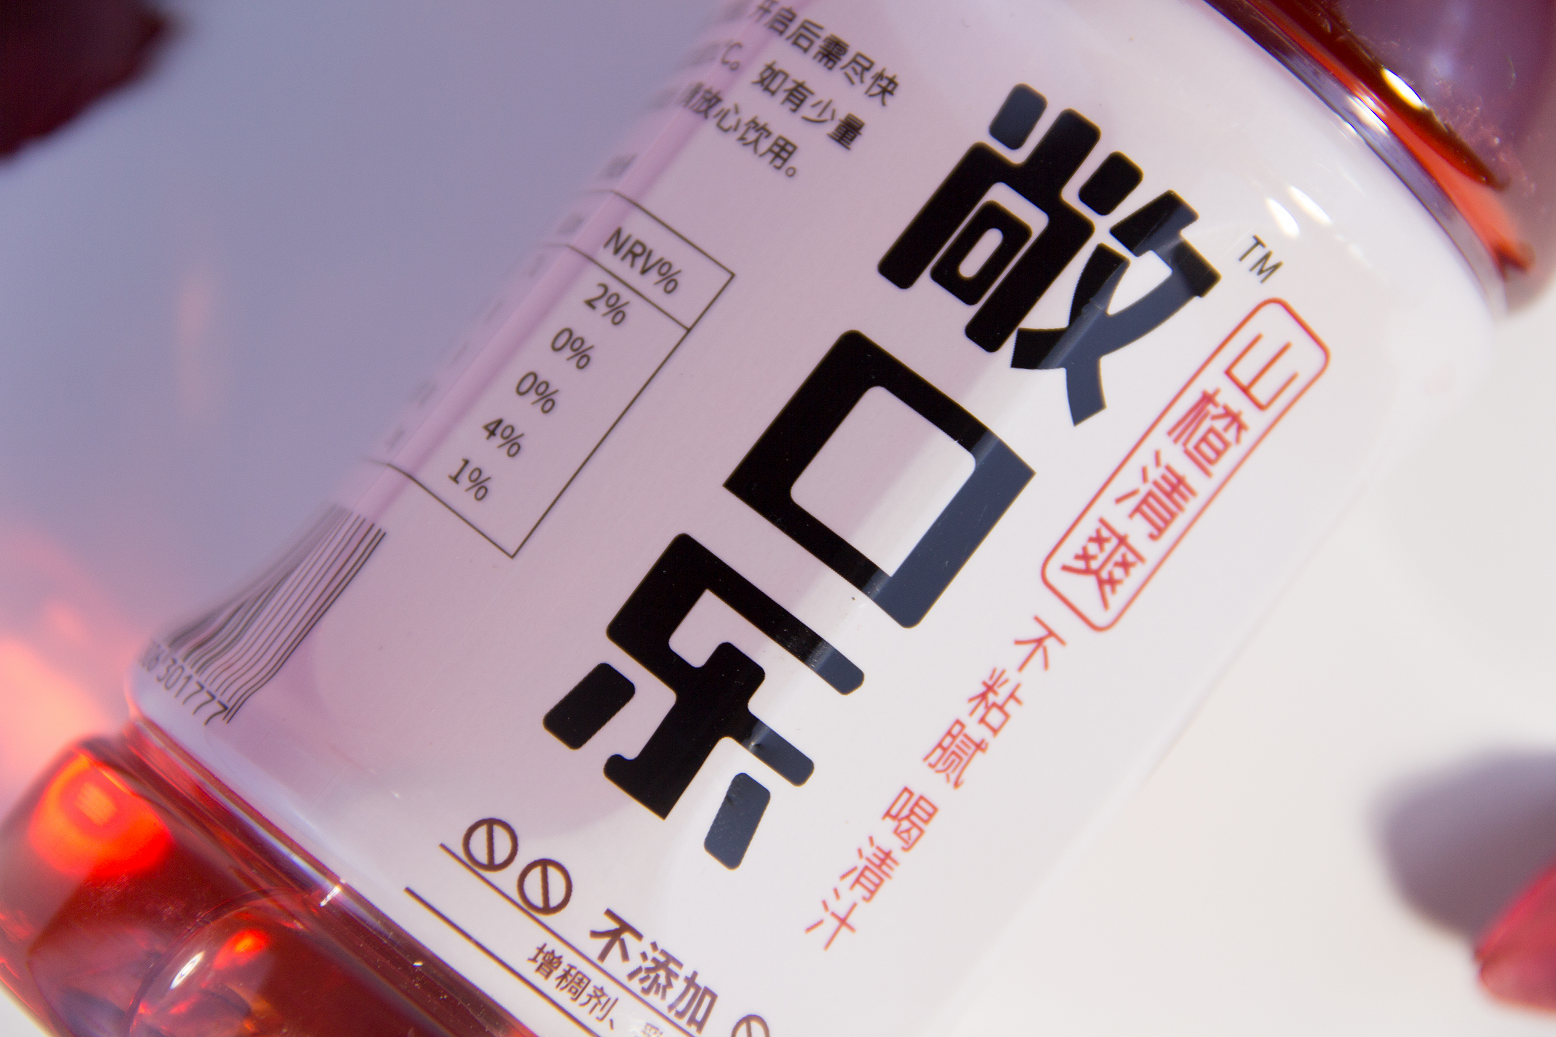 开启后需尽快
℃。如有少量
请放心饮用。
NRV%
2%
0%
0%
4%
1%
301777
敞口乐
TM
山楂清爽
不粘腻 喝清汁
不添加
增稠剂、